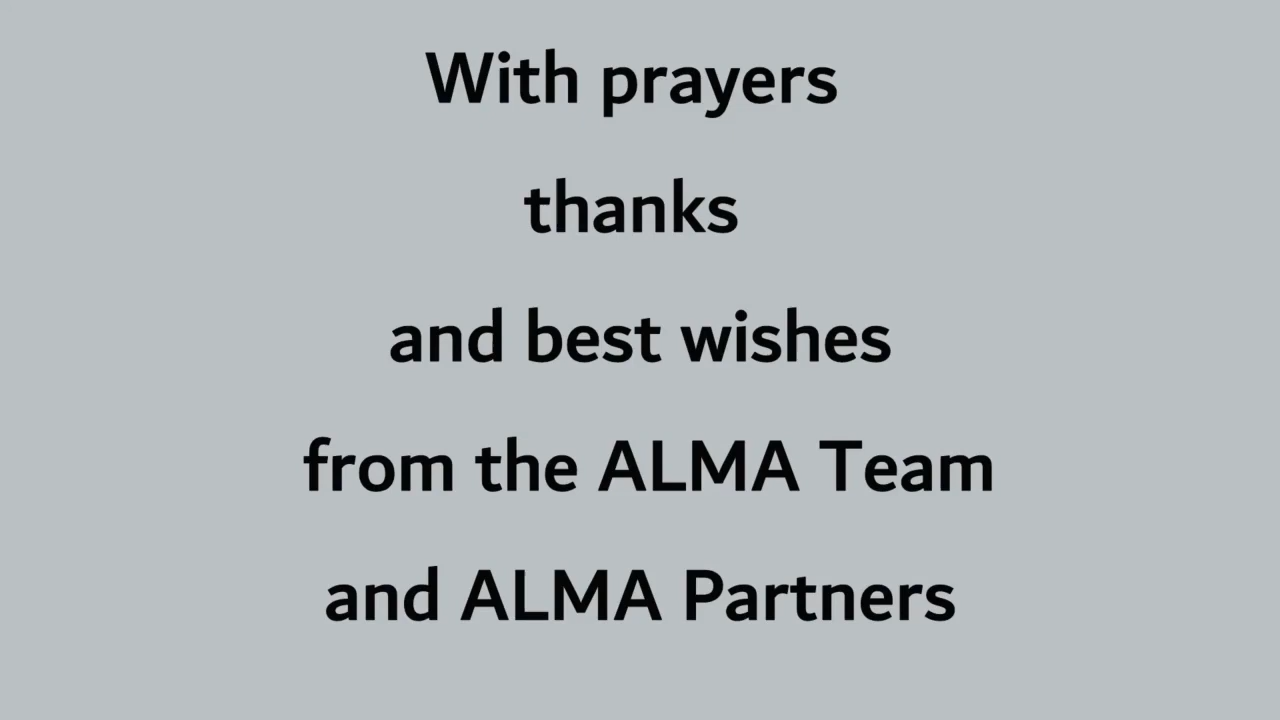 With prayers
thanks
and best wishes
from the ALMA Team
and ALMA Partners